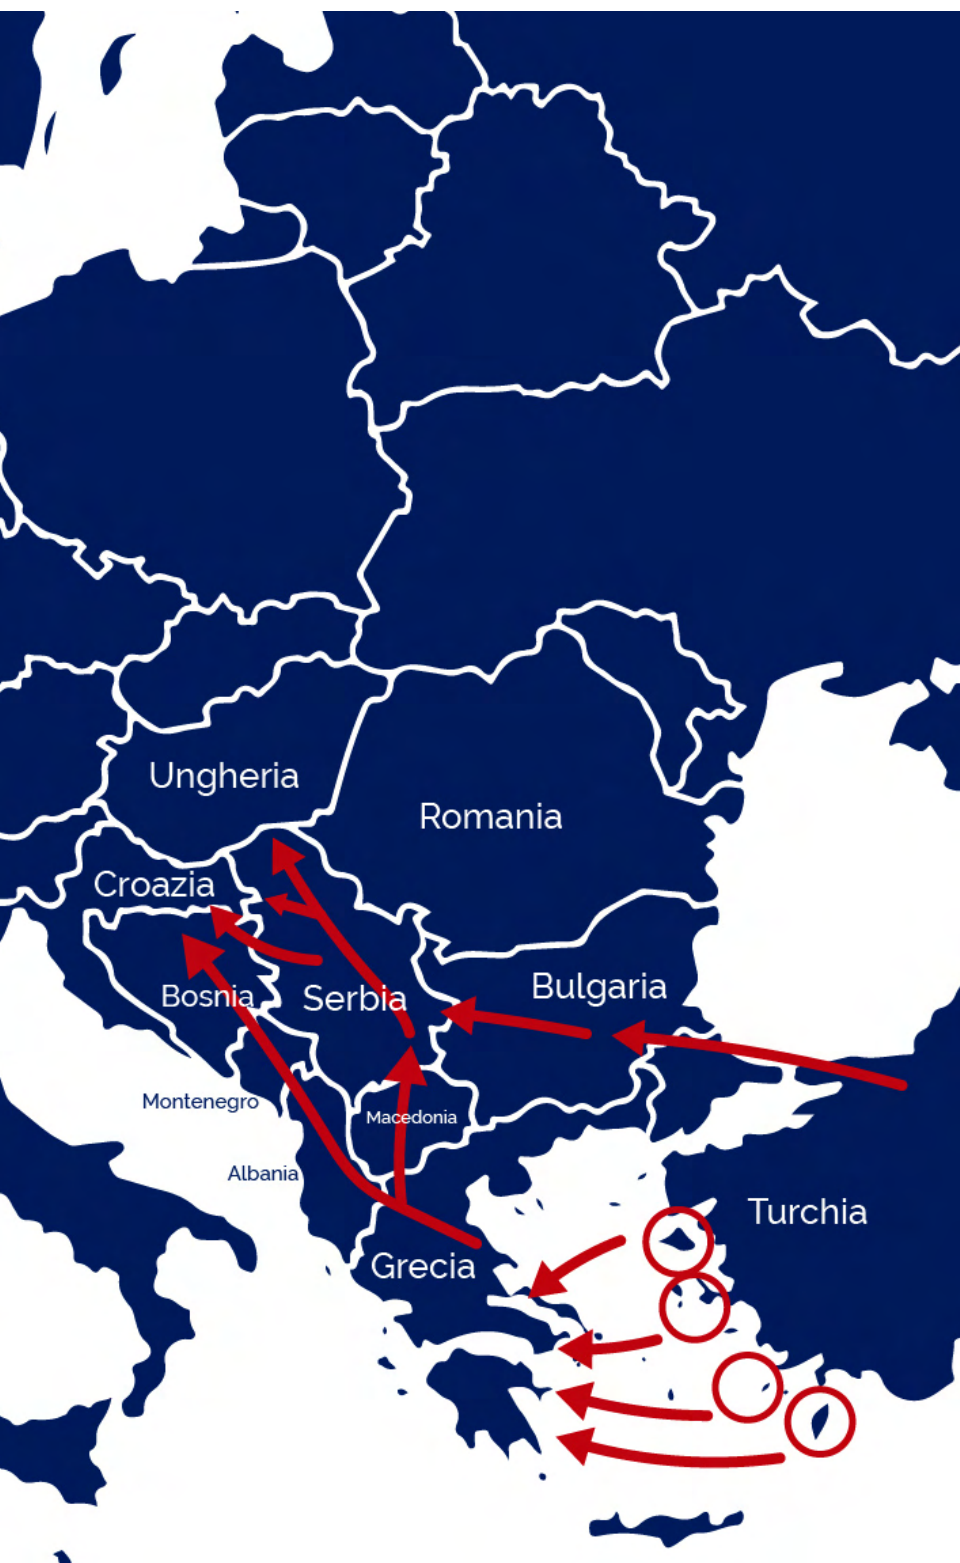 Ungheria
Romania
Croazia
Bulgaria
Bosnia
Serbia
Montenegro
Macedonia
Albania
Turchia
Grecia